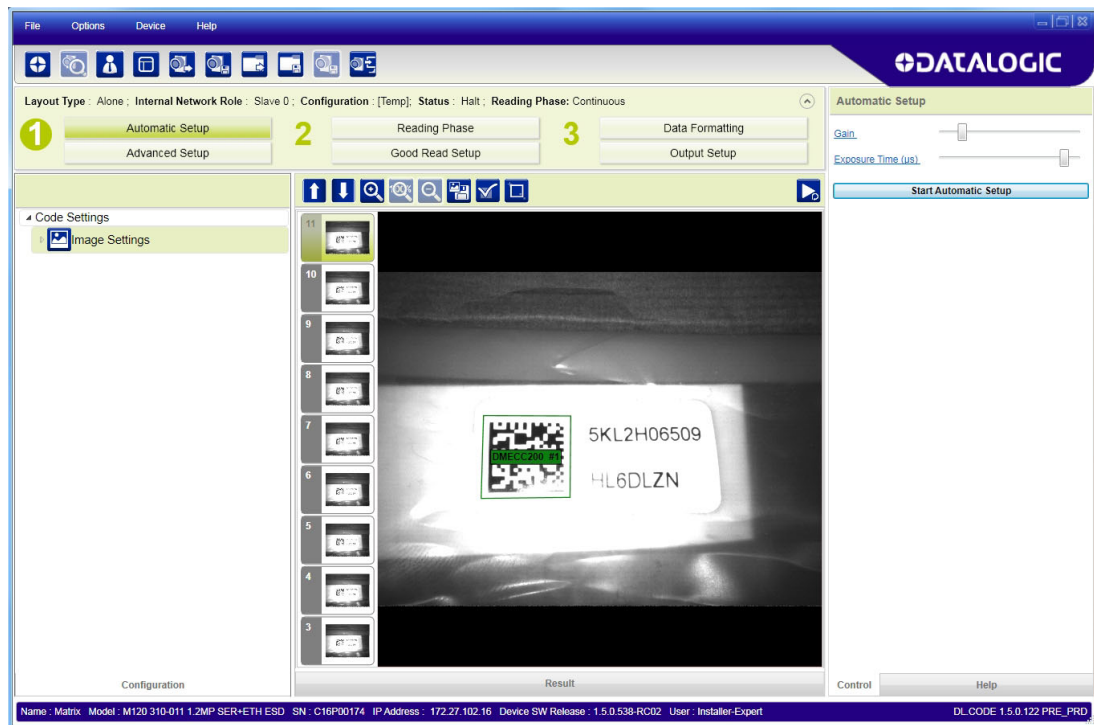 File Options Device Help
DATALOGIC
Layout Type : Alone ; Internal Network Role : Slave 0 ; Configuration : [Temp]; Status : Halt ; Reading Phase: Continuous
1 Automatic Setup 2 Reading Phase 3 Data Formatting
Advanced Setup Good Read Setup Output Setup
Automatic Setup
Gain
Exposure Time (µs)
Start Automatic Setup
Code Settings
Image Settings
100%
11
10
9
8
7
6
5
4
3
5KL2H06509
DMECC200 #1
HL6DLZN
Configuration Result Control Help
Name : Matrix Model : M120 310-011 1.2MP SER+ETH ESD SN : C16P00174 IP Address : 172.27.102.16 Device SW Release : 1.5.0.538-RC02 User : Installer-Expert DL.CODE 1.5.0.122 PRE_PRD